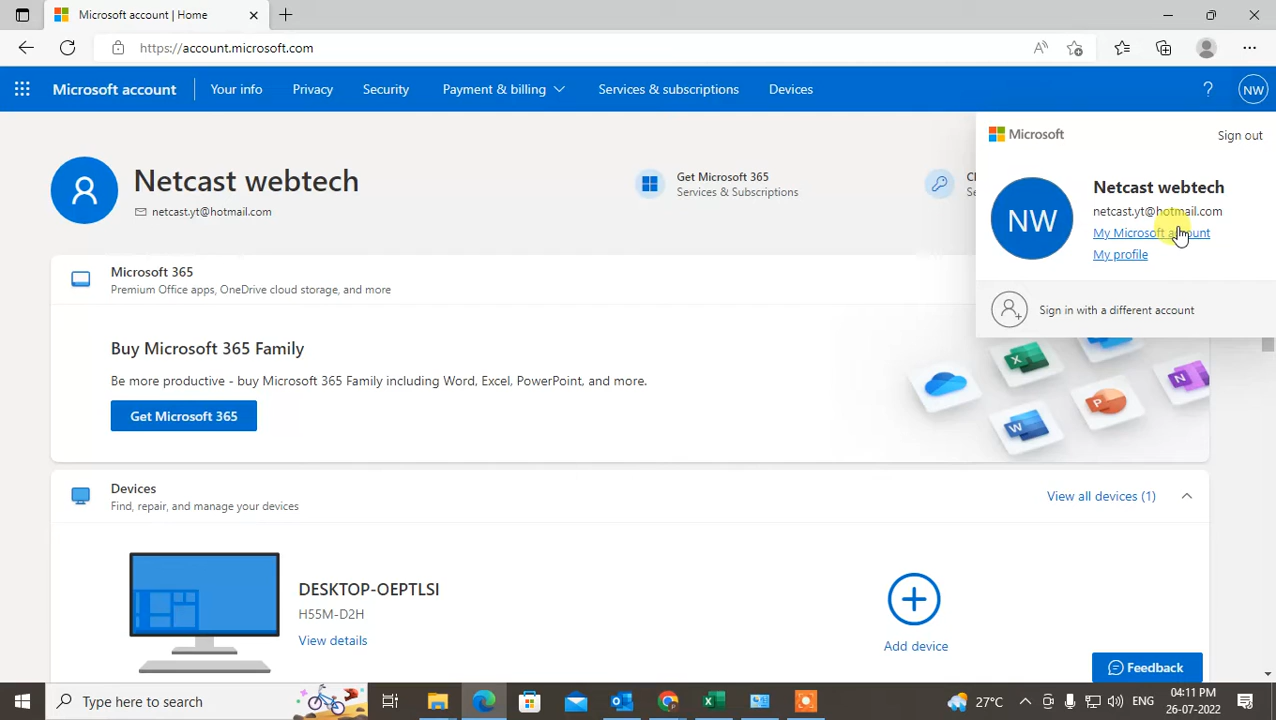 Microsoft account | Home
https://account.microsoft.com
Microsoft account
Your info
Privacy
Security
Payment & billing
Services & subscriptions
Devices
?
NW
Microsoft
Sign out
Netcast webtech
netcast.yt@hotmail.com
Get Microsoft 365
Services & Subscriptions
NW
Netcast webtech
netcast.yt@hotmail.com
My Microsoft account
My profile
Sign in with a different account
Microsoft 365
Premium Office apps, OneDrive cloud storage, and more
Buy Microsoft 365 Family
Be more productive - buy Microsoft 365 Family including Word, Excel, PowerPoint, and more.
Get Microsoft 365
Devices
Find, repair, and manage your devices
View all devices (1)
DESKTOP-OEPTLSI
H55M-D2H
View details
Add device
Feedback
Type here to search
27°C
ENG
04:11 PM
26-07-2022